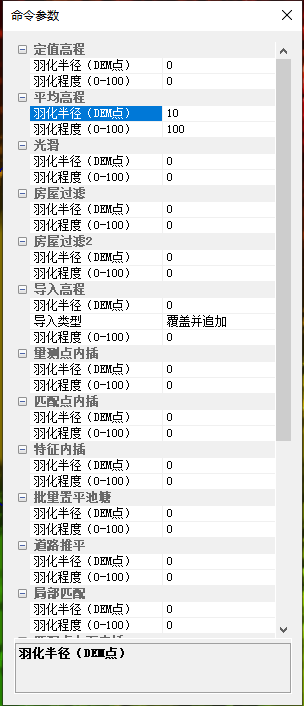 命令参数
定值高程
羽化半径（DEM点） 0
羽化程度（0-100） 0
平均高程
羽化半径（DEM点） 10
羽化程度（0-100） 100
光滑
羽化半径（DEM点） 0
羽化程度（0-100） 0
房屋过滤
羽化半径（DEM点） 0
羽化程度（0-100） 0
房屋过滤2
羽化半径（DEM点） 0
羽化程度（0-100） 0
导入高程
羽化半径（DEM点） 0
导入类型 覆盖并追加
羽化程度（0-100） 0
量测点内插
羽化半径（DEM点） 0
羽化程度（0-100） 0
匹配点内插
羽化半径（DEM点） 0
羽化程度（0-100） 0
特征内插
羽化半径（DEM点） 0
羽化程度（0-100） 0
批量置平池塘
羽化半径（DEM点） 0
羽化程度（0-100） 0
道路推平
羽化半径（DEM点） 0
羽化程度（0-100） 0
局部匹配
羽化半径（DEM点） 0
羽化程度（0-100） 0
羽化半径（DEM点）